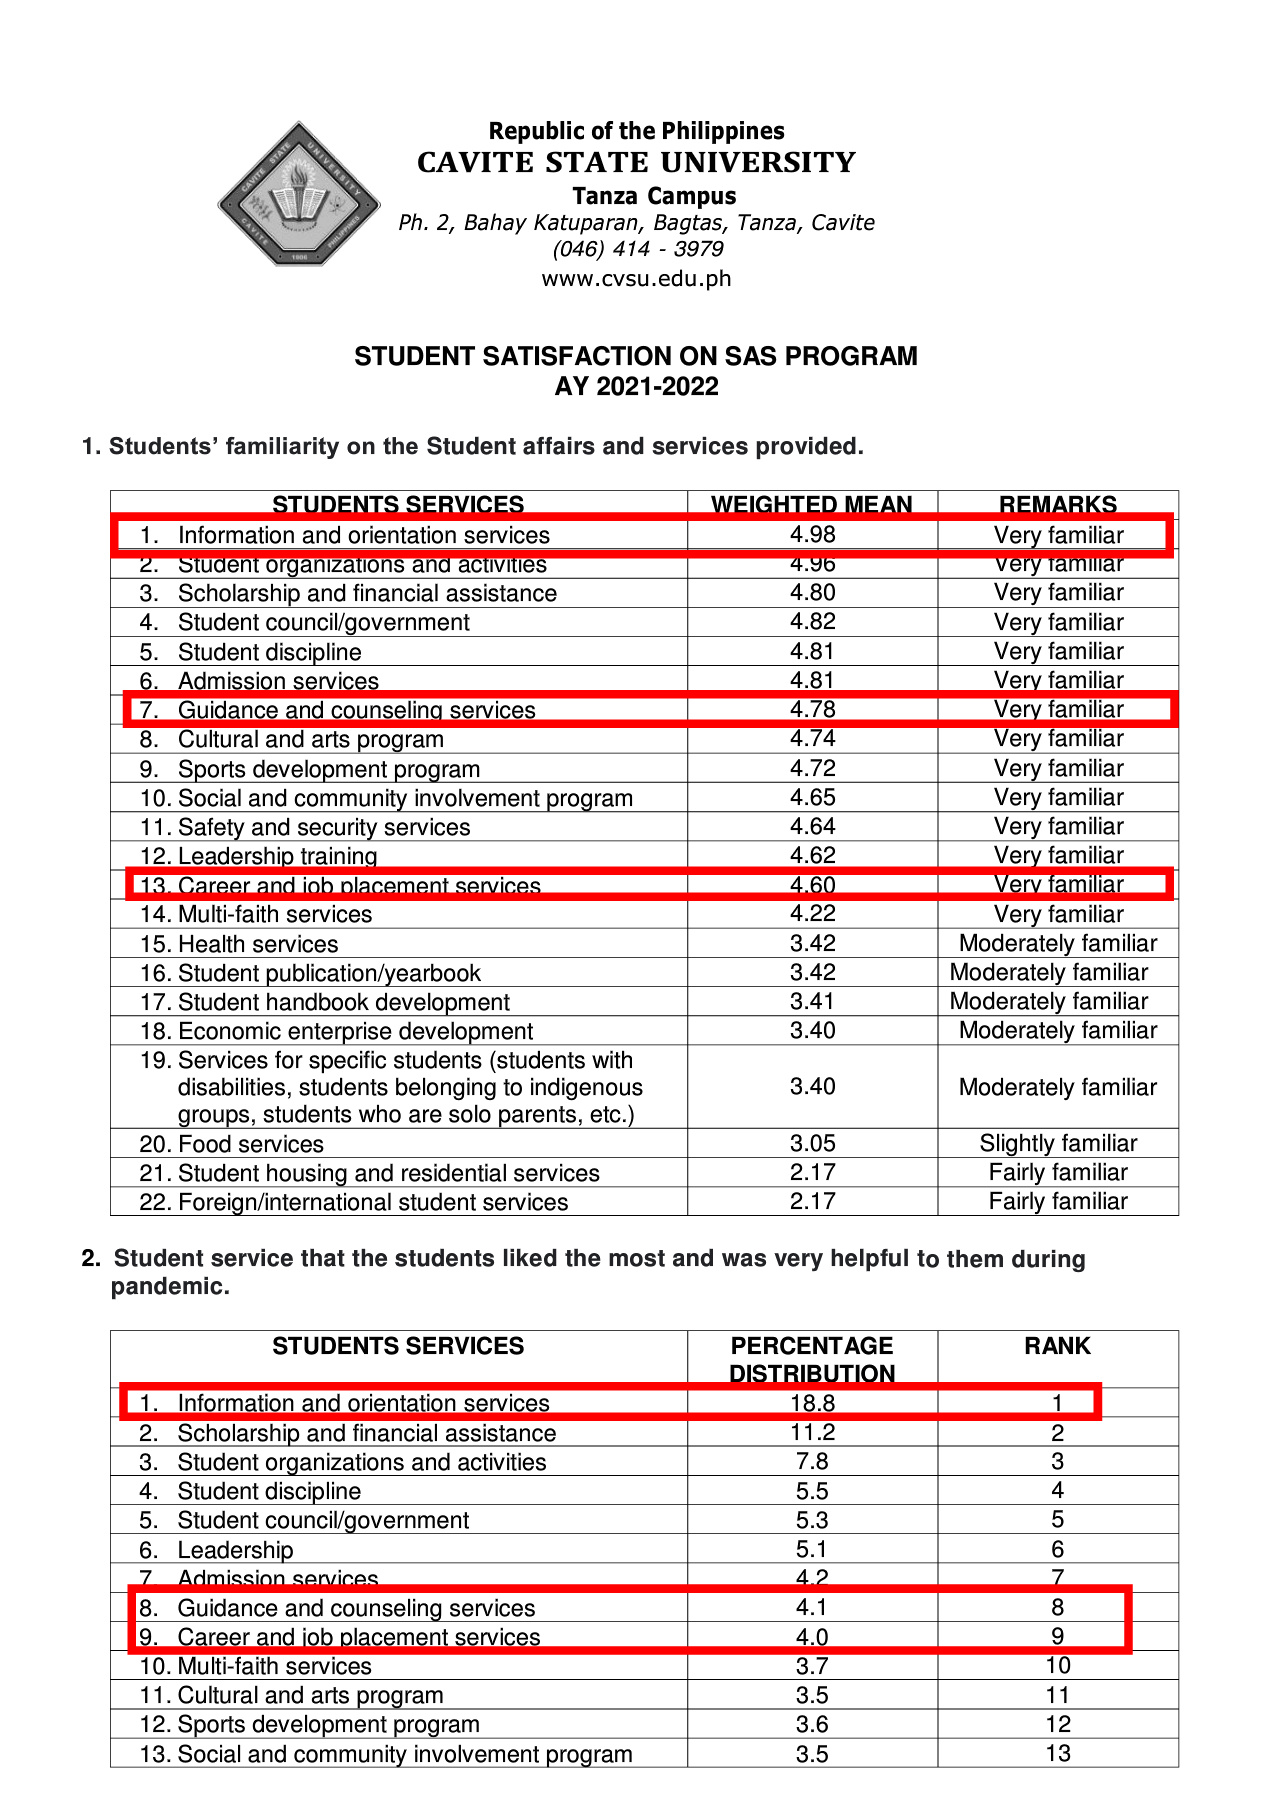 Republic of the Philippines
CAVITE STATE UNIVERSITY
Tanza Campus
Ph. 2, Bahay Katuparan, Bagtas, Tanza, Cavite
(046) 414 - 3979
www.cvsu.edu.ph
CAVITE STATE UNIVERSITY
CAVITE PHILIPPINES
1906
STUDENT SATISFACTION ON SAS PROGRAM
AY 2021-2022
1. Students’ familiarity on the Student affairs and services provided.
STUDENTS SERVICES WEIGHTED MEAN REMARKS
1. Information and orientation services 4.98 Very familiar
2. Student organizations and activities 4.96 Very familiar
3. Scholarship and financial assistance 4.80 Very familiar
4. Student council/government 4.82 Very familiar
5. Student discipline 4.81 Very familiar
6. Admission services 4.81 Very familiar
7. Guidance and counseling services 4.78 Very familiar
8. Cultural and arts program 4.74 Very familiar
9. Sports development program 4.72 Very familiar
10. Social and community involvement program 4.65 Very familiar
11. Safety and security services 4.64 Very familiar
12. Leadership training 4.62 Very familiar
13. Career and job placement services 4.60 Very familiar
14. Multi-faith services 4.22 Very familiar
15. Health services 3.42 Moderately familiar
16. Student publication/yearbook 3.42 Moderately familiar
17. Student handbook development 3.41 Moderately familiar
18. Economic enterprise development 3.40 Moderately familiar
19. Services for specific students (students with
disabilities, students belonging to indigenous 3.40 Moderately familiar
groups, students who are solo parents, etc.)
20. Food services 3.05 Slightly familiar
21. Student housing and residential services 2.17 Fairly familiar
22. Foreign/international student services 2.17 Fairly familiar
2. Student service that the students liked the most and was very helpful to them during
pandemic.
STUDENTS SERVICES PERCENTAGE RANK
DISTRIBUTION
1. Information and orientation services 18.8 1
2. Scholarship and financial assistance 11.2 2
3. Student organizations and activities 7.8 3
4. Student discipline 5.5 4
5. Student council/government 5.3 5
6. Leadership 5.1 6
7. Admission services 4.2 7
8. Guidance and counseling services 4.1 8
9. Career and job placement services 4.0 9
10. Multi-faith services 3.7 10
11. Cultural and arts program 3.5 11
12. Sports development program 3.6 12
13. Social and community involvement program 3.5 13